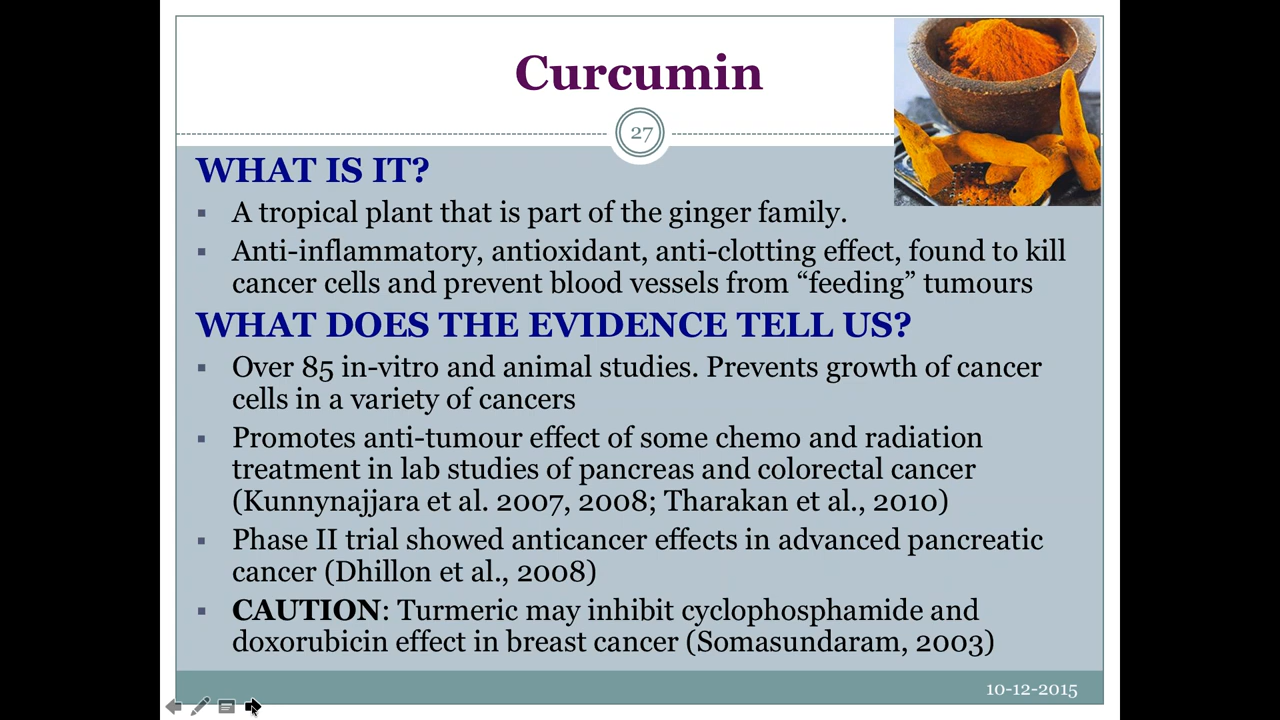 Curcumin
27
WHAT IS IT?
▪ A tropical plant that is part of the ginger family.
▪ Anti-inflammatory, antioxidant, anti-clotting effect, found to kill
cancer cells and prevent blood vessels from “feeding” tumours
WHAT DOES THE EVIDENCE TELL US?
▪ Over 85 in-vitro and animal studies. Prevents growth of cancer
cells in a variety of cancers
▪ Promotes anti-tumour effect of some chemo and radiation
treatment in lab studies of pancreas and colorectal cancer
(Kunnynajjara et al. 2007, 2008; Tharakan et al., 2010)
▪ Phase II trial showed anticancer effects in advanced pancreatic
cancer (Dhillon et al., 2008)
▪ CAUTION: Turmeric may inhibit cyclophosphamide and
doxorubicin effect in breast cancer (Somasundaram, 2003)
10-12-2015